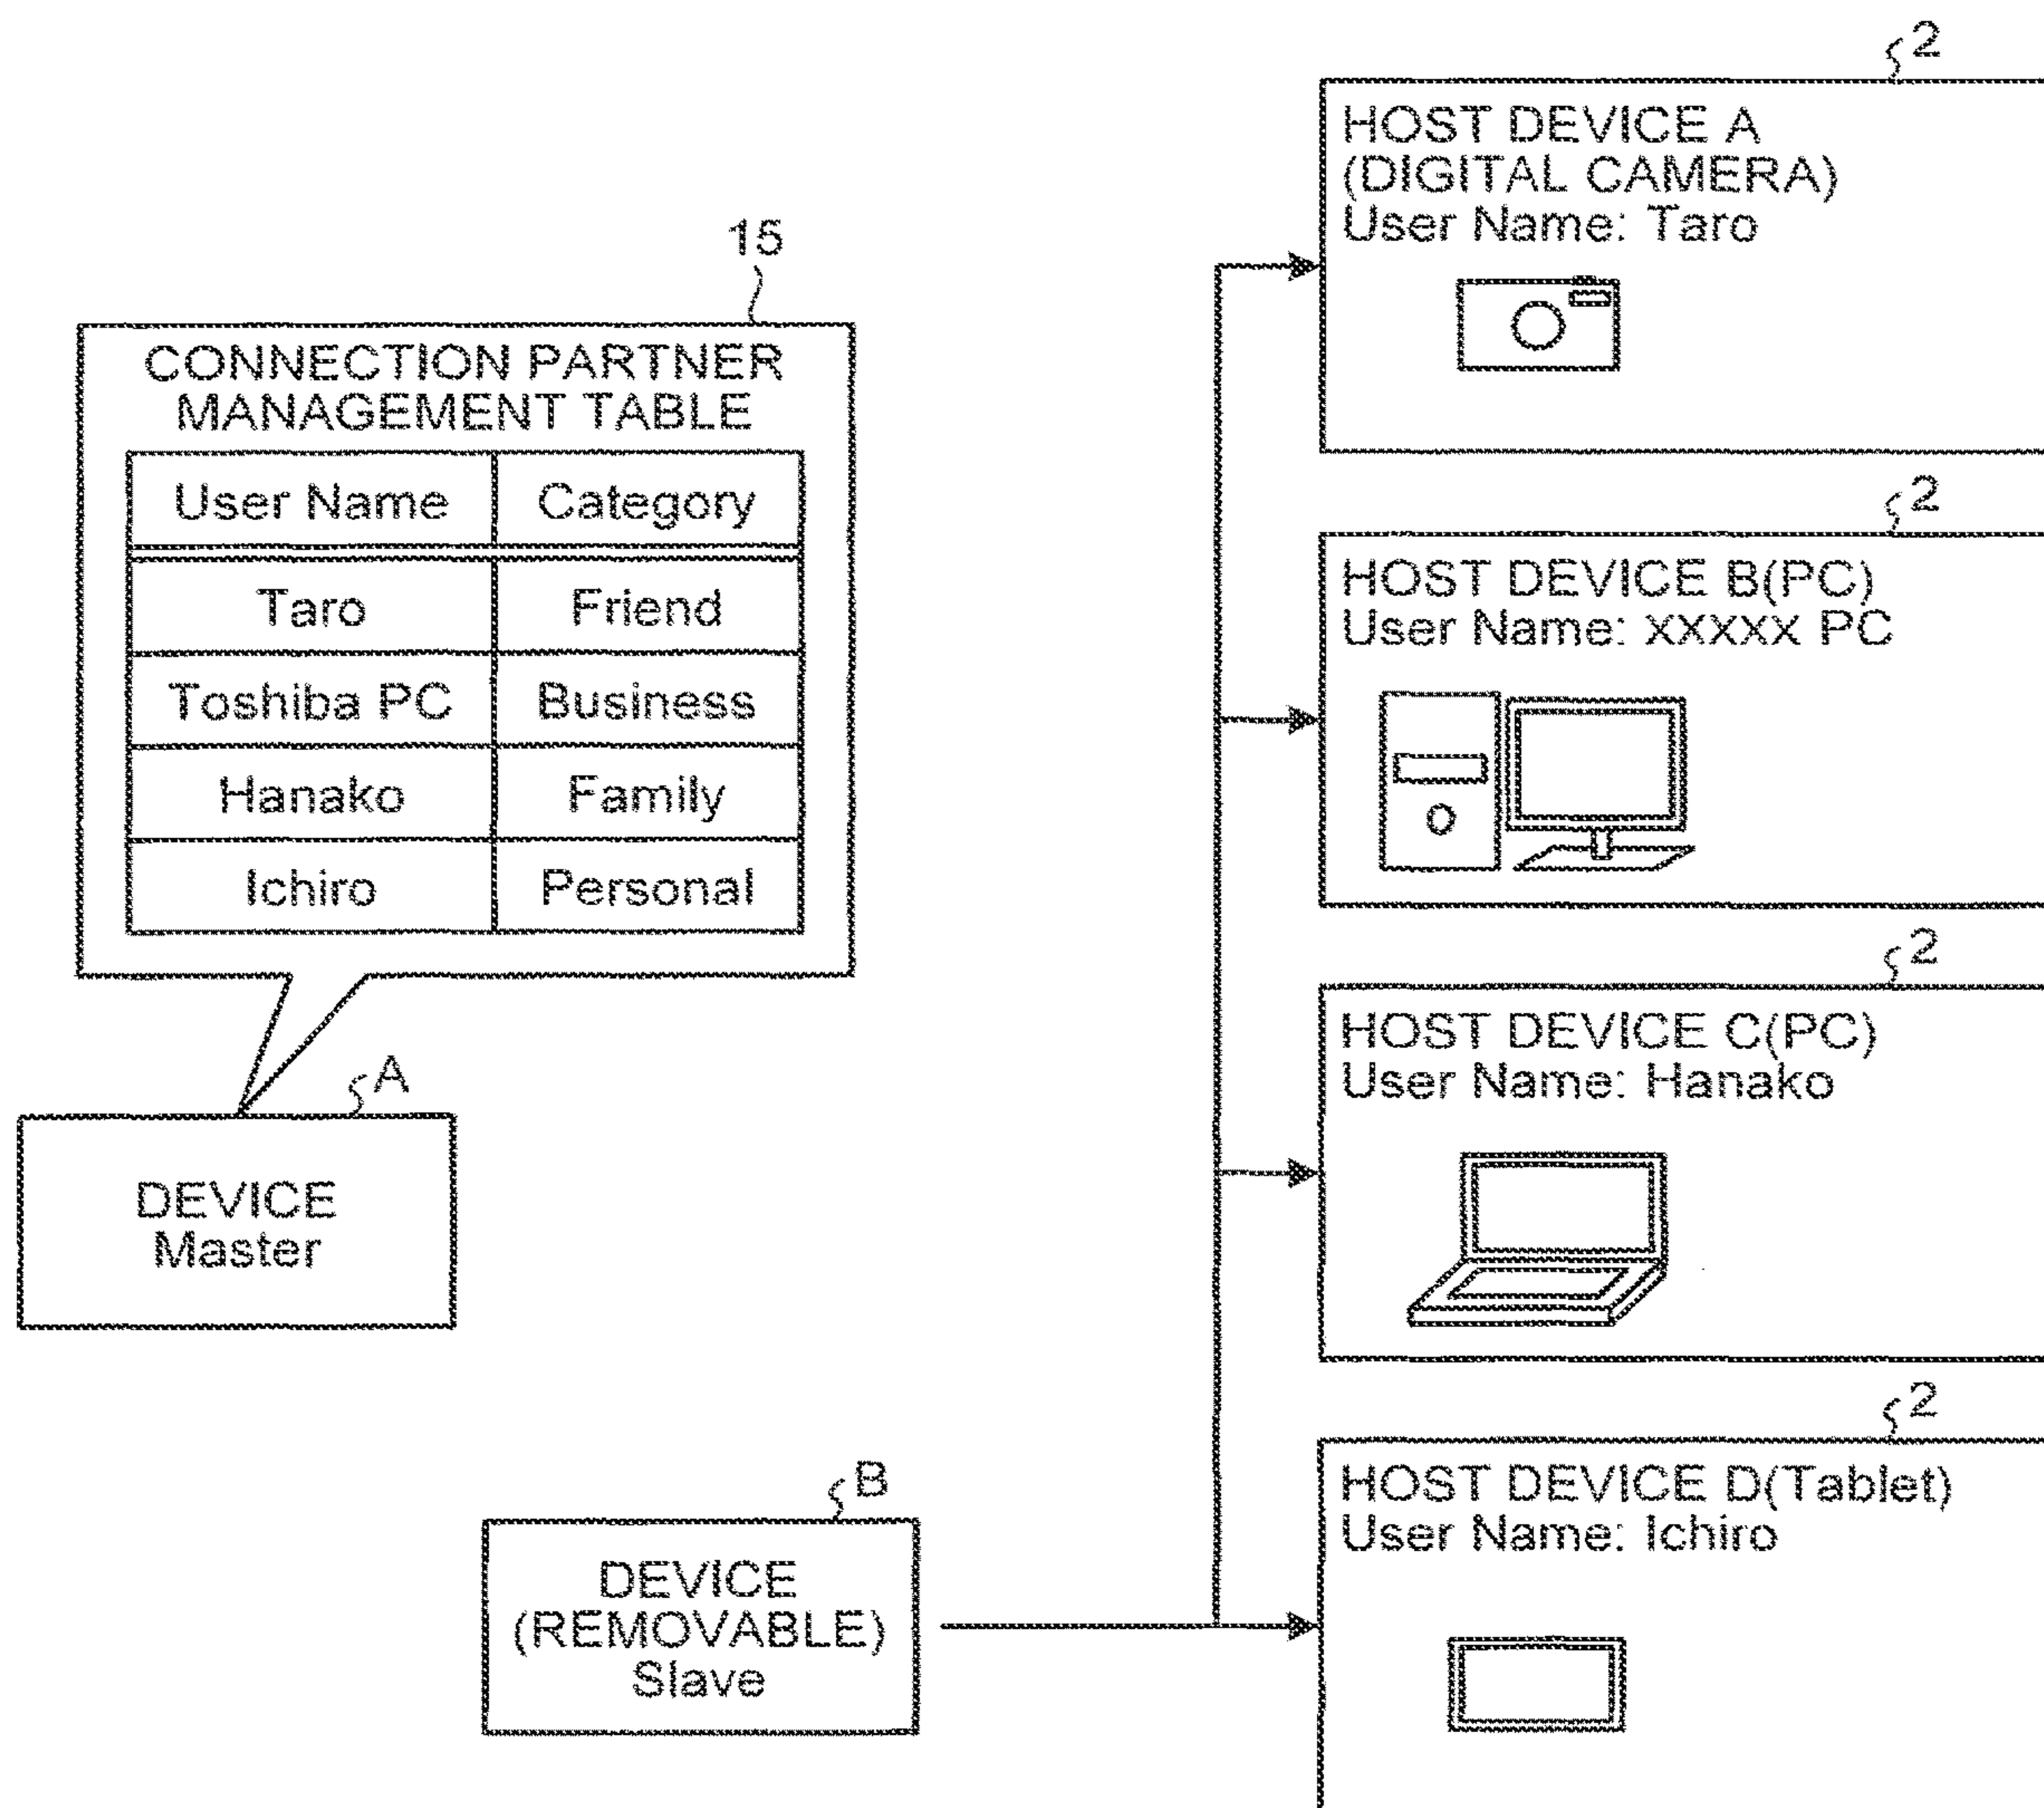 15
CONNECTION PARTNER
MANAGEMENT TABLE
User Name Category
Taro Friend
Toshiba PC Business
Hanako Family
Ichiro Personal
A
DEVICE
Master
B
DEVICE
(REMOVABLE)
Slave
2
HOST DEVICE A
(DIGITAL CAMERA)
User Name: Taro
2
HOST DEVICE B(PC)
User Name: xxxxx PC
2
HOST DEVICE C(PC)
User Name: Hanako
2
HOST DEVICE D(Tablet)
User Name: Ichiro